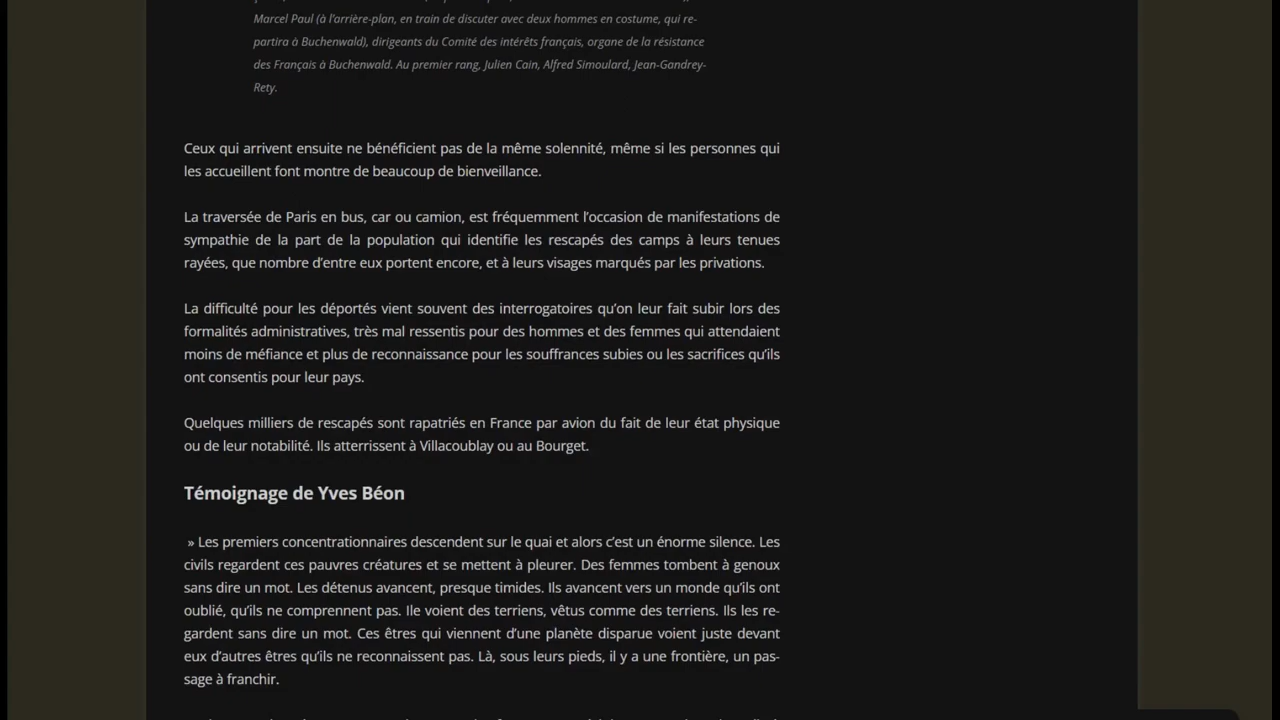 Marcel Paul (à l'arrière-plan, en train de discuter avec deux hommes en costume, qui re-
partira à Buchenwald), dirigeants du Comité des intérêts français, organe de la résistance
des Français à Buchenwald. Au premier rang, Julien Cain, Alfred Simoulard, Jean-Gandrey-
Rety.
Ceux qui arrivent ensuite ne bénéficient pas de la même solennité, même si les personnes qui
les accueillent font montre de beaucoup de bienveillance.
La traversée de Paris en bus, car ou camion, est fréquemment l'occasion de manifestations de
sympathie de la part de la population qui identifie les rescapés des camps à leurs tenues
rayées, que nombre d'entre eux portent encore, et à leurs visages marqués par les privations.
La difficulté pour les déportés vient souvent des interrogatoires qu'on leur fait subir lors des
formalités administratives, très mal ressentis pour des hommes et des femmes qui attendaient
moins de méfiance et plus de reconnaissance pour les souffrances subies ou les sacrifices qu'ils
ont consentis pour leur pays.
Quelques milliers de rescapés sont rapatriés en France par avion du fait de leur état physique
ou de leur notabilité. Ils atterrissent à Villacoublay ou au Bourget.
Témoignage de Yves Béon
» Les premiers concentrationnaires descendent sur le quai et alors c'est un énorme silence. Les
civils regardent ces pauvres créatures et se mettent à pleurer. Des femmes tombent à genoux
sans dire un mot. Les détenus avancent, presque timides. Ils avancent vers un monde qu'ils ont
oublié, qu'ils ne comprennent pas. Ile voient des terriens, vêtus comme des terriens. Ils les re-
gardent sans dire un mot. Ces êtres qui viennent d'une planète disparue voient juste devant
eux d'autres êtres qu'ils ne reconnaissent pas. Là, sous leurs pieds, il y a une frontière, un pas-
sage à franchir.